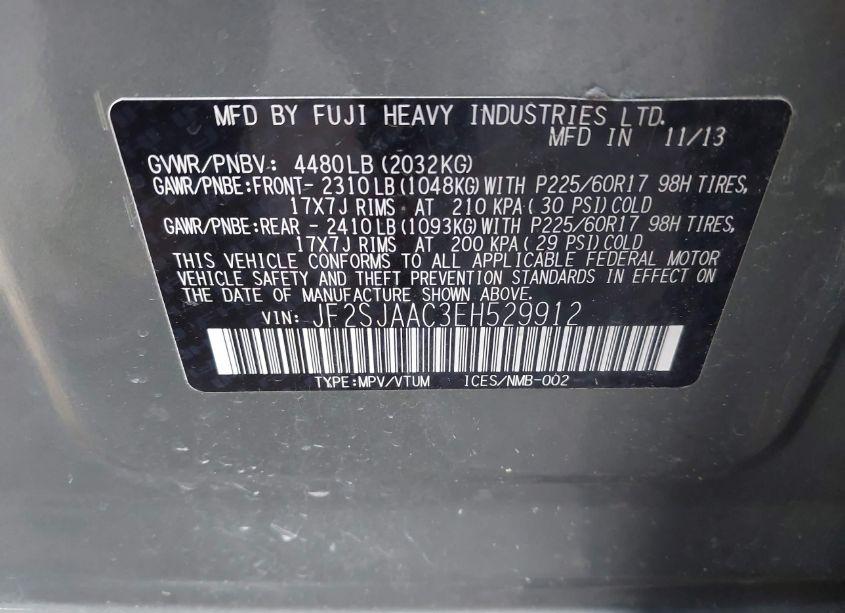 MFD BY FUJI HEAVY INDUSTRIES LTD.
MFD IN 11/13
GVWR/PNBV: 4480LB (2032KG)
GAWR/PNBE: FRONT- 2310LB (1048KG) WITH P225/60R17 98H TIRES,
17X7J RIMS AT 210 KPA (30 PSI) COLD
GAWR/PNBE: REAR - 2410LB (1093KG) WITH P225/60R17 98H TIRES,
17X7J RIMS AT 200 KPA (29 PSI) COLD
THIS VEHICLE CONFORMS TO ALL APPLICABLE FEDERAL MOTOR
VEHICLE SAFETY AND THEFT PREVENTION STANDARDS IN EFFECT ON
THE DATE OF MANUFACTURE SHOWN ABOVE.
VIN: JF2SJAAC3EH529912
TYPE: MPV/VTUM ICES/NMB-002